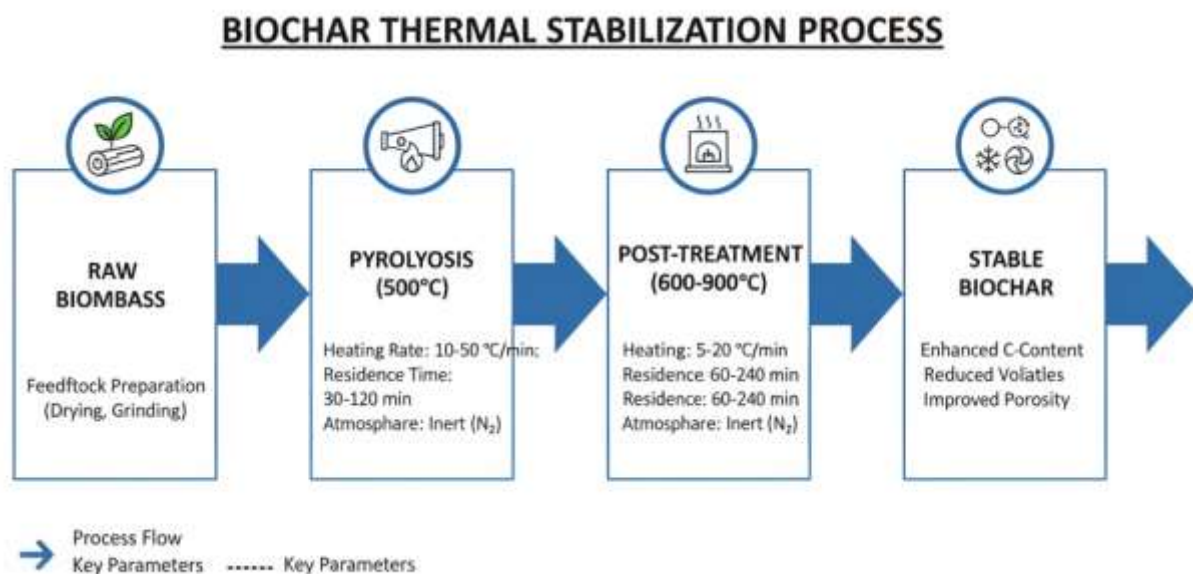 BIOCHAR THERMAL STABILIZATION PROCESS
RAW
BIOMBASS
Feedftock Preparation
(Drying, Grinding)
PYROLYOSIS
(500°C)
Heating Rate: 10-50 °C/min:
Residence Time:
30-120 min
Atmosphare: Inert (N₂)
POST-TREATMENT
(600-900°C)
Heating: 5-20 °C/min
Residence: 60-240 min
Residence: 60-240 min
Atmosphare: Inert (N₂)
STABLE
BIOCHAR
Enhanced C-Content
Reduced Volatles
Improved Porosity
Process Flow
Key Parameters ------ Key Parameters